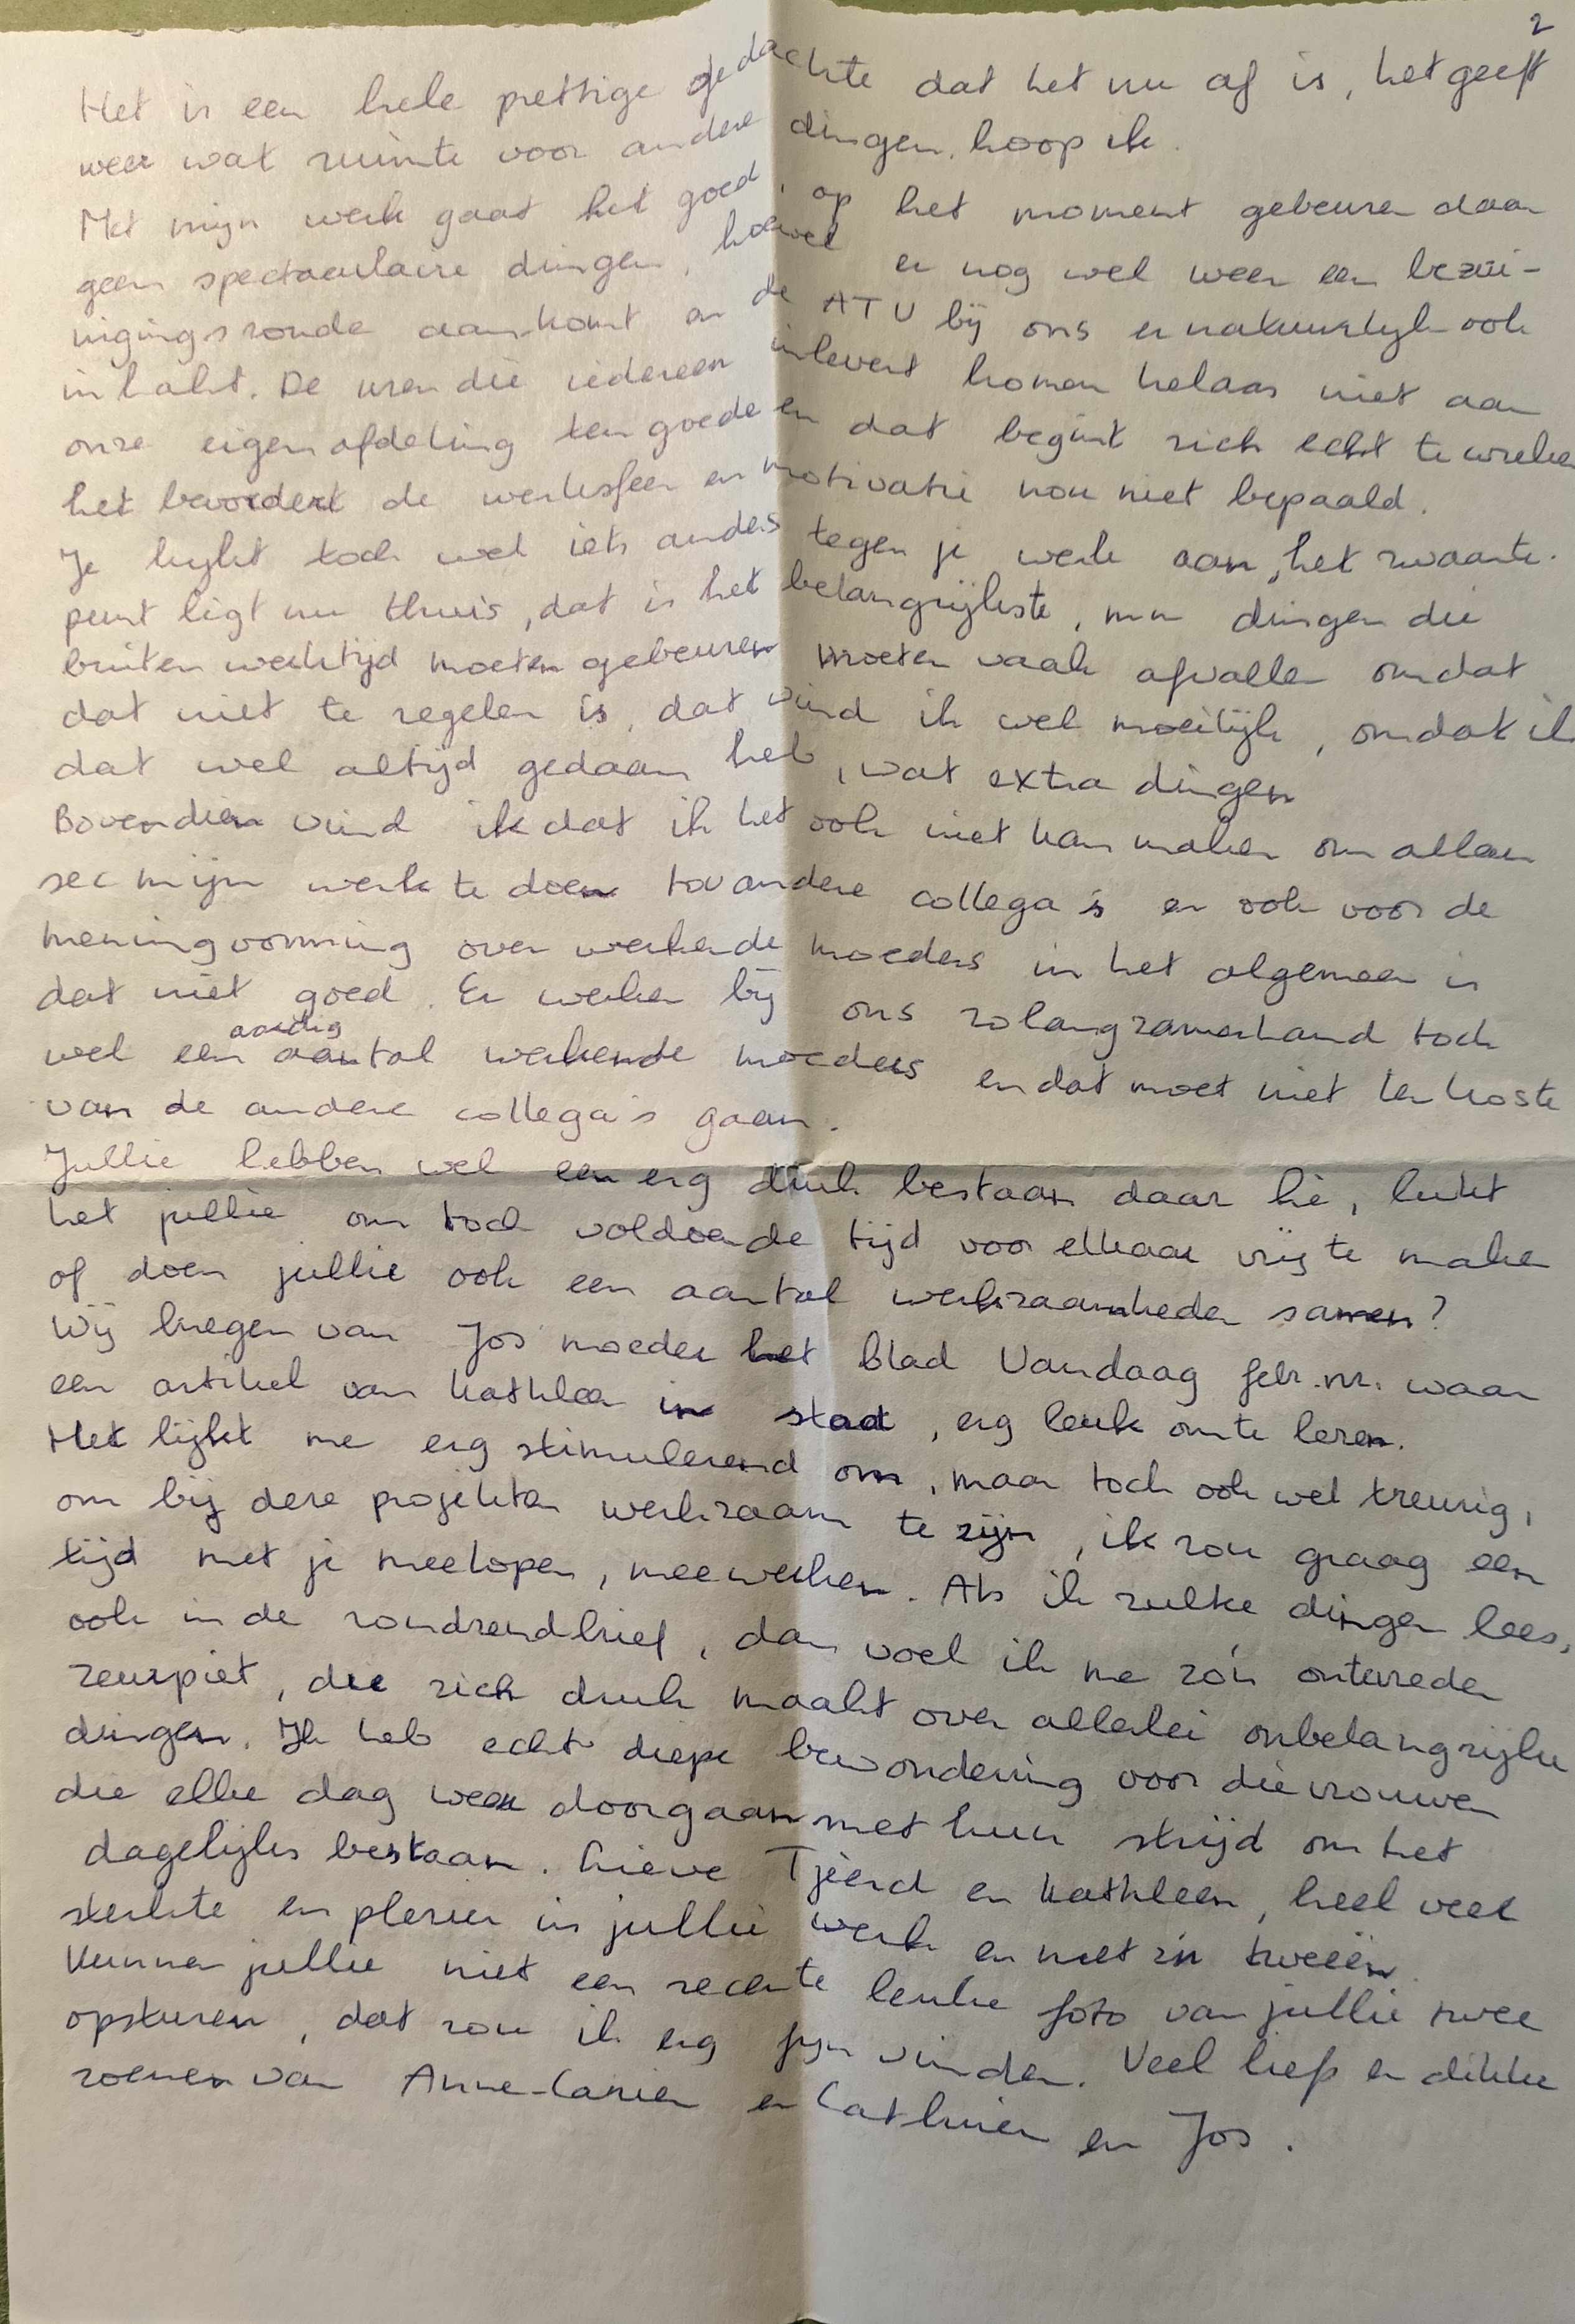 2
Het is een hele prettige gedachte dat het nu af is, het geeft
weer wat ruimte voor andere dingen, hoop ik.
Met mijn werk gaat het goed, op het moment gebeuren daar
geen spectaculaire dingen, hoewel er nog wel weer een bezui-
nigingsronde aankomt en de ATV bij ons er natuurlijk ook
in hakt. De uren die iedereen inlevert komen helaas niet aan
onze eigen afdeling ten goede en dat begint zich echt te wreken
het bevordert de werksfeer en motivatie nou niet bepaald.
Je kijkt toch wel iets anders tegen je werk aan, het zwaarte-
punt ligt nu thuis, dat is het belangrijkste, mn dingen die
buiten werktijd moeten gebeuren moeten vaak afvallen omdat
dat niet te regelen is, dat vind ik wel moeilijk, omdat ik
dat wel altijd gedaan heb, wat extra dingen
Bovendien vind ik dat ik het ook niet kan maken om alleen
sec mijn werk te doen tov andere collega's en ook voor de
meningvorming over werkende moeders in het algemeen is
dat niet goed. Er werken bij ons zolangzamerhand toch
wel een aardig aantal werkende moeders en dat moet niet ten koste
van de andere collega's gaan.
Jullie hebben wel een erg druk bestaan daar hè, lukt
het jullie om toch voldoende tijd voor elkaar vrij te maken
of doen jullie ook een aantal werkzaamheden samen?
Wij kregen van Jos moeder het blad Vandaag febr. nr. waar
een artikel van Kathleen in staat, erg leuk om te lezen.
Het lijkt me erg stimulerend om, maar toch ook wel treurig,
om bij deze projekten werkzaam te zijn, ik zou graag een
tijd met je meelopen, meewerken. Als ik zulke dingen lees,
ook in de rondzendbrief, dan voel ik me zo'n ontevreden
zeurpiet, die zich druk maakt over allerlei onbelangrijke
dingen. Ik heb echt diepe bewondering voor die vrouwen
die elke dag weer doorgaan met hun strijd om het
dagelijks bestaan. Lieve Tjeerd en Kathleen, heel veel
sterkte en plezier in jullie werk en met z'n tweeën.
Kunnen jullie niet een recente leuke foto van jullie twee
opsturen, dat zou ik erg fijn vinden. Veel liefs en dikke
zoenen van Anne-Carien en Cathrien en Jos.